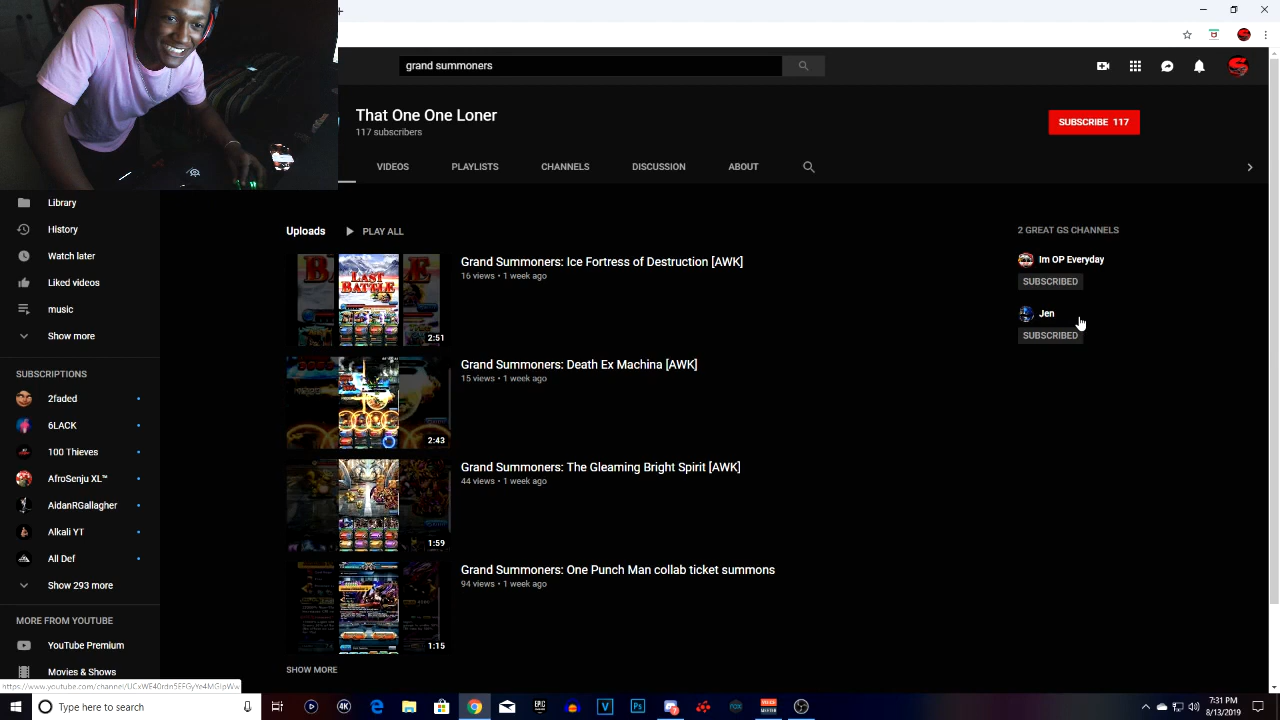 grand summoners
That One One Loner
117 subscribers
SUBSCRIBE 117
VIDEOS PLAYLISTS CHANNELS DISCUSSION ABOUT
Library
History
Watch later
Liked videos
music
Show more
SUBSCRIPTIONS
2faded
6LACK
100 Thieves
AfroSenju XL™
AidanRGallagher
Alkali YT
All Def
Show 293 more
MORE FROM YOUTUBE
YouTube Premium
Movies & Shows
Uploads PLAY ALL
LAST BATTLE
2:51
Grand Summoners: Ice Fortress of Destruction [AWK]
16 views • 1 week ago
2:43
Grand Summoners: Death Ex Machina [AWK]
15 views • 1 week ago
1:59
Grand Summoners: The Gleaming Bright Spirit [AWK]
44 views • 1 week ago
1:15
Grand Summoners: One Punch Man collab ticket summons
94 views • 1 week ago
SHOW MORE
2 GREAT GS CHANNELS
Im OP Everyday
SUBSCRIBED
Jen
SUBSCRIBED
Type here to search
7:31 PM
8/13/2019